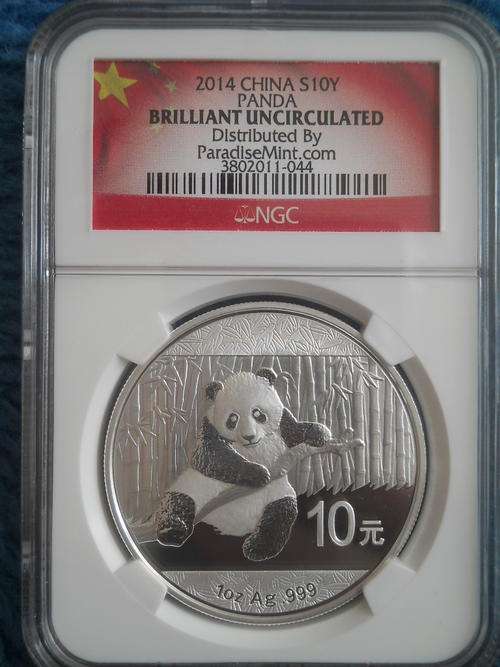 2014 CHINA S10Y
PANDA
BRILLIANT UNCIRCULATED
Distributed By
ParadiseMint.com
3802011-044
NGC
10元
1oz Ag .999